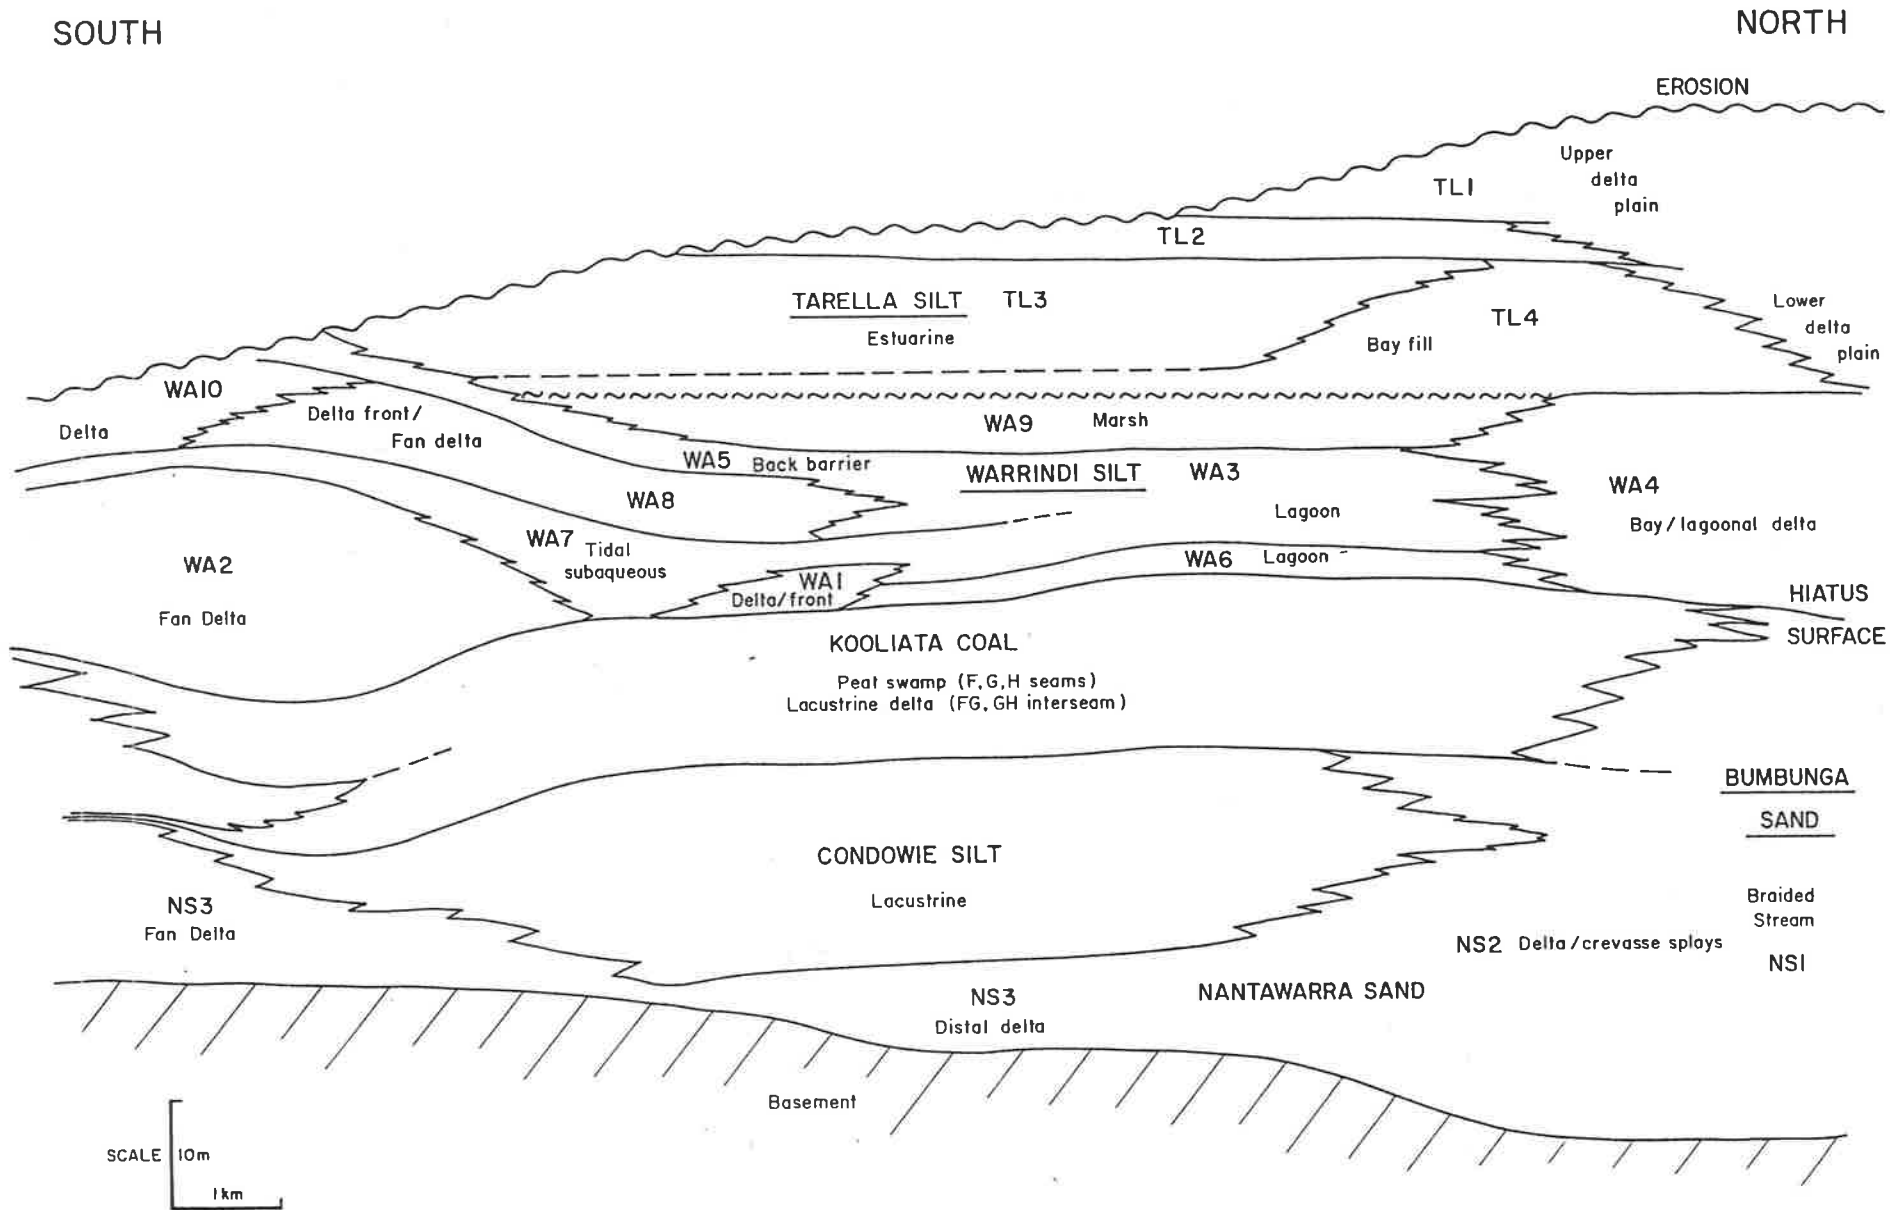 SOUTH
NORTH
EROSION
Upper
delta
plain
TL1
TL2
TARELLA SILT TL3
Estuarine
TL4
Bay fill
Lower
delta
plain
WA10
Delta
Delta front/
Fan delta
WA9 Marsh
WA5 Back barrier
WARRINDI SILT WA3
Lagoon
WA4
Bay/lagoonal delta
WA8
WA7 Tidal
subaqueous
WA6 Lagoon
WA2
Fan Delta
WA1
Delta/front
HIATUS
SURFACE
KOOLIATA COAL
Peat swamp (F,G,H seams)
Lacustrine delta (FG,GH interseam)
BUMBUNGA
SAND
CONDOWIE SILT
Lacustrine
NS3
Fan Delta
Braided
Stream
NS1
NS2 Delta/crevasse splays
NANTAWARRA SAND
NS3
Distal delta
Basement
SCALE 10m
1km